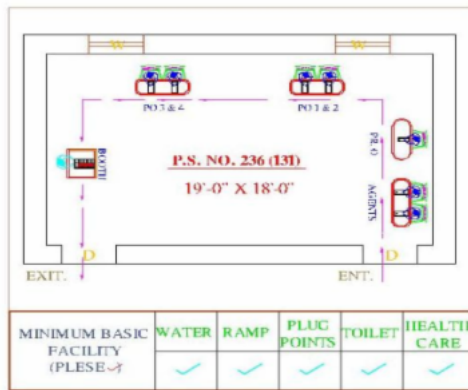 W W
PO 3 & 4 PO 1 & 2
PR. O
BOOTH
P.S. NO. 236 (131)
19'-0" X 18'-0"
AGENTS
D D
EXIT. ENT.
MINIMUM BASIC
FACILITY
(PLESE ✓)
WATER
RAMP
PLUG
POINTS
TOILET
HEALTH
CARE
✓ ✓ ✓ ✓ ✓